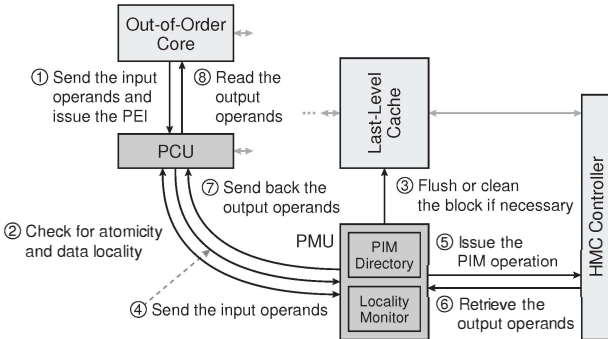 Out-of-Order
Core
① Send the input
operands and
issue the PEI
⑧ Read the
output
operands
PCU
Last-Level
Cache
HMC Controller
② Check for atomicity
and data locality
⑦ Send back the
output operands
③ Flush or clean
the block if necessary
PMU
PIM
Directory
Locality
Monitor
④ Send the input operands
⑤ Issue the
PIM operation
⑥ Retrieve the
output operands